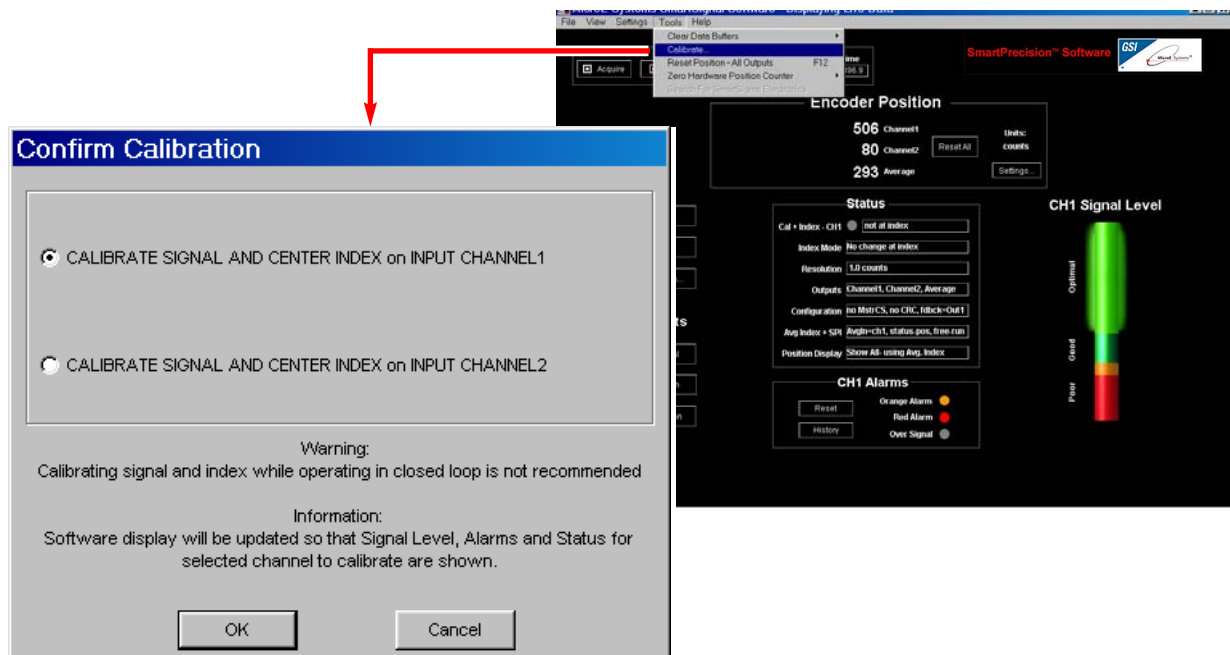 File View Settings Tools Help
Clear Data Buffers
Calibrate...
Reset Position - All Outputs F12
Zero Hardware Position Counter
Acquire
SmartPrecision™ Software
GSI
MicroE Systems™
Encoder Position
506 Channel1
80 Channel2
293 Average
Reset All
Units:
counts
Settings...
Confirm Calibration
CALIBRATE SIGNAL AND CENTER INDEX on INPUT CHANNEL1
CALIBRATE SIGNAL AND CENTER INDEX on INPUT CHANNEL2
Warning:
Calibrating signal and index while operating in closed loop is not recommended
Information:
Software display will be updated so that Signal Level, Alarms and Status for
selected channel to calibrate are shown.
OK Cancel
Status
Cal + Index - CH1 not at index
Index Mode No change at index
Resolution 1.0 counts
Outputs Channel1, Channel2, Average
Configuration no MstrCS, no CRC, fdbck=Out1
Avg Index + SPI AvgIn=ch1, status-pos, free-run
Position Display Show All- using Avg. Index
CH1 Alarms
Reset
History
Orange Alarm
Red Alarm
Over Signal
CH1 Signal Level
Optimal
Good
Poor